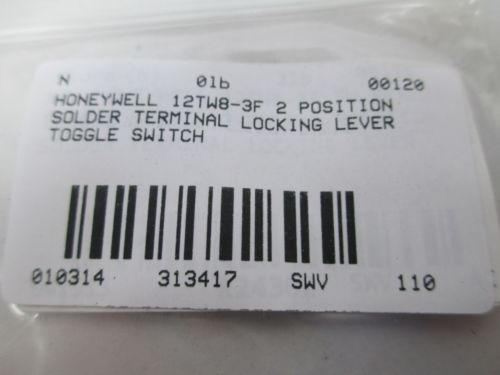 N 01b 00120
HONEYWELL 12TW8-3F 2 POSITION
SOLDER TERMINAL LOCKING LEVER
TOGGLE SWITCH
010314 313417 SWV 110